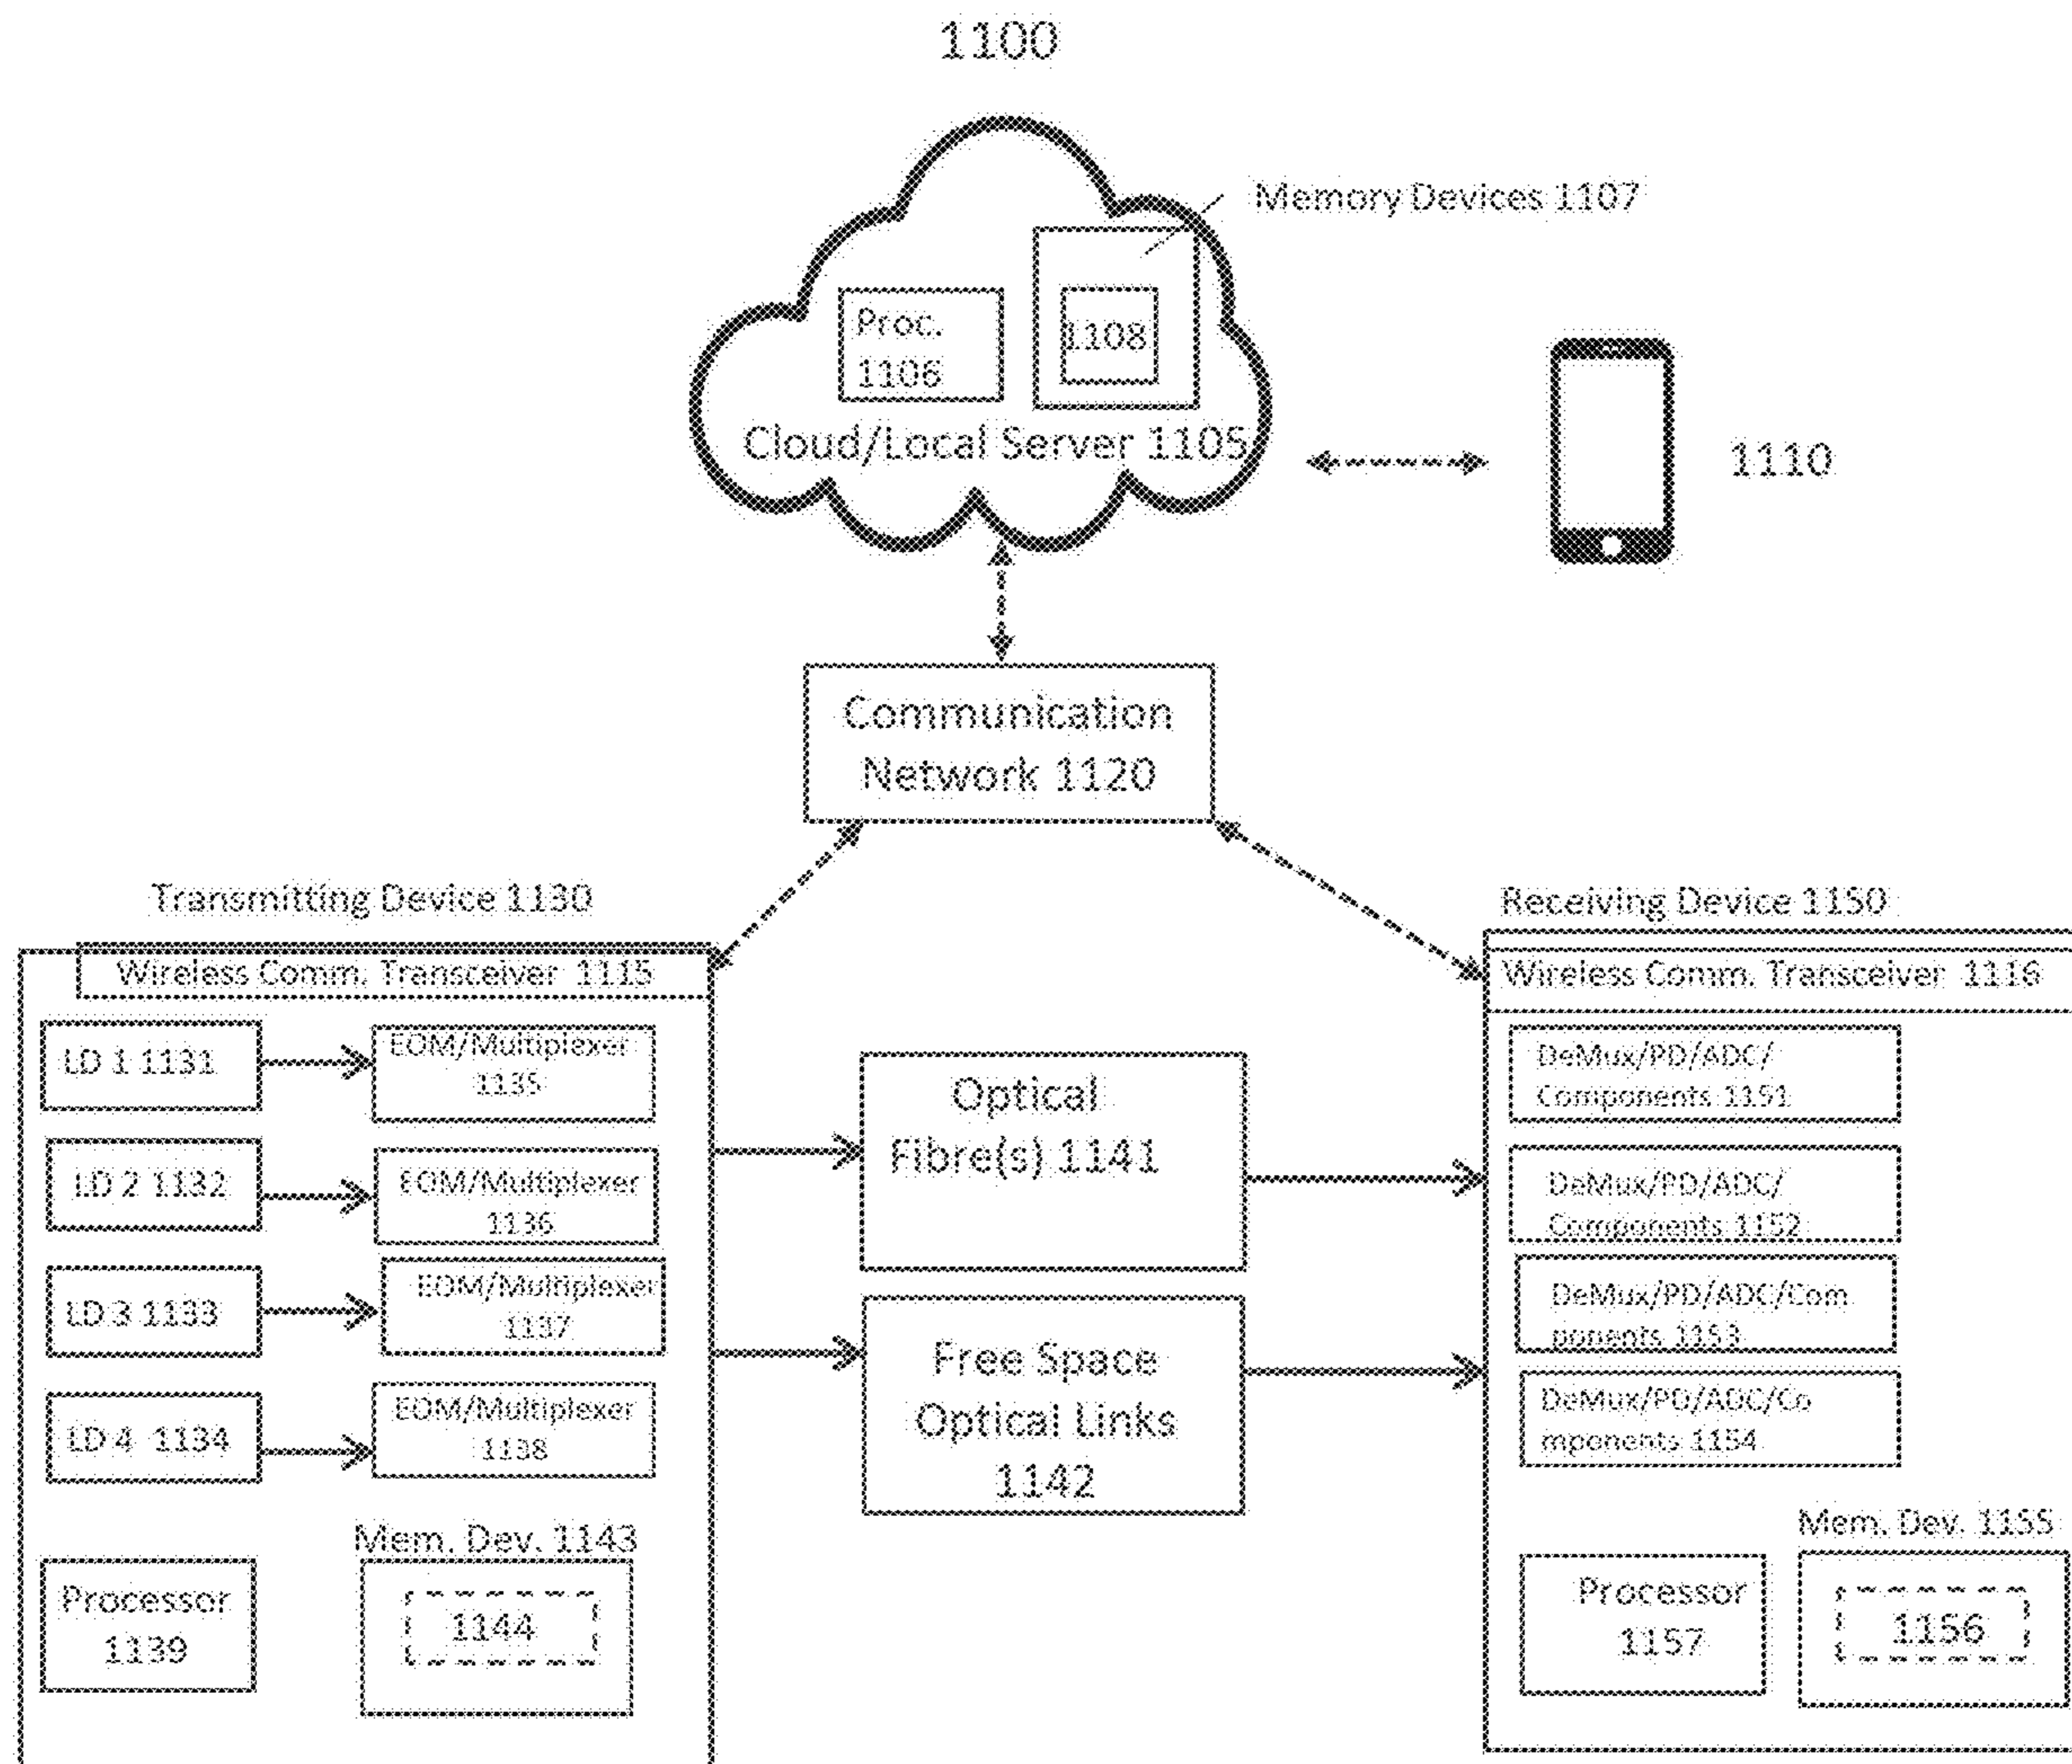 1100
Memory Devices 1107
Proc.
1106
1108
Cloud/Local Server 1105
1110
Communication
Network 1120
Transmitting Device 1130
Wireless Comm. Transceiver 1115
LD 1 1131
EOM/Multiplexer
1135
LD 2 1132
EOM/Multiplexer
1136
LD 3 1133
EOM/Multiplexer
1137
LD 4 1134
EOM/Multiplexer
1138
Processor
1139
Mem. Dev. 1143
1144
Optical
Fibre(s) 1141
Free Space
Optical Links
1142
Receiving Device 1150
Wireless Comm. Transceiver 1116
DeMux/PD/ADC/
Components 1151
DeMux/PD/ADC/
Components 1152
DeMux/PD/ADC/Com
ponents 1153
DeMux/PD/ADC/Co
mponents 1154
Processor
1157
Mem. Dev. 1155
1156